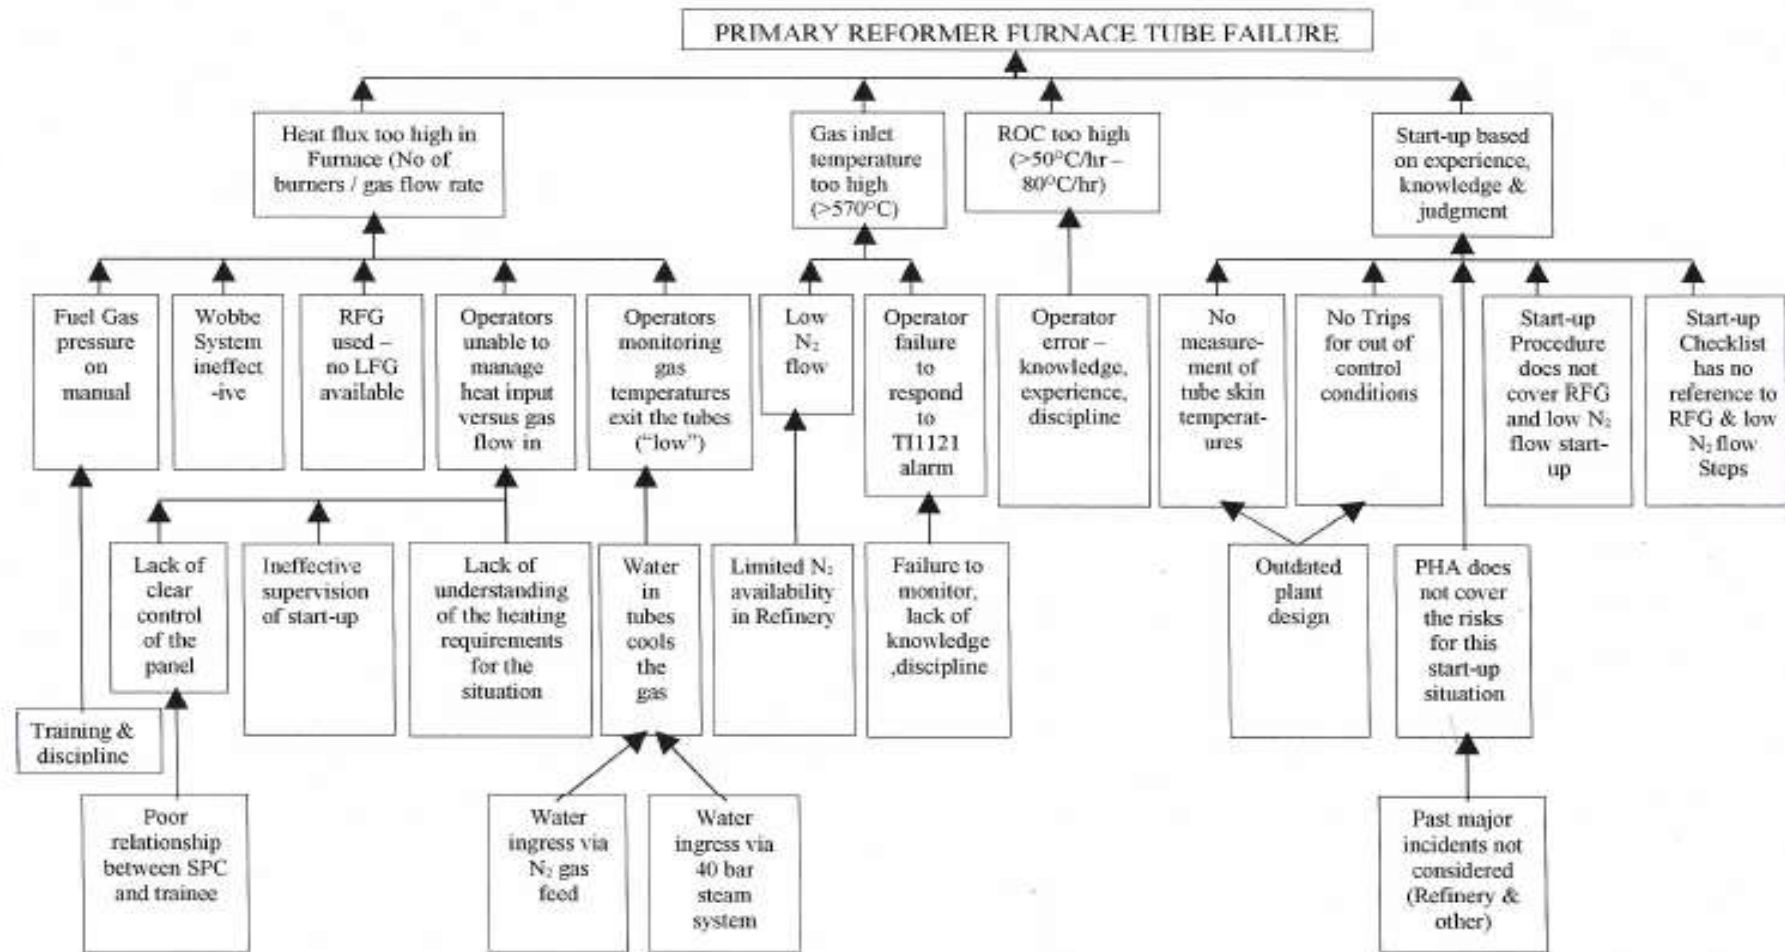 PRIMARY REFORMER FURNACE TUBE FAILURE
Heat flux too high in
Furnace (No of
burners / gas flow rate
Gas inlet
temperature
too high
(>570°C)
ROC too high
(>50°C/hr –
80°C/hr)
Start-up based
on experience,
knowledge &
judgment
Fuel Gas
pressure
on
manual
Wobbe
System
ineffect
-ive
RFG
used –
no LFG
available
Operators
unable to
manage
heat input
versus gas
flow in
Operators
monitoring
gas
temperatures
exit the tubes
("low")
Low
N₂
flow
Operator
failure
to
respond
to
TI1121
alarm
Operator
error –
knowledge,
experience,
discipline
No
measure-
ment of
tube skin
temperat-
ures
No Trips
for out of
control
conditions
Start-up
Procedure
does not
cover RFG
and low N₂
flow start-
up
Start-up
Checklist
has no
reference to
RFG & low
N₂ flow
Steps
Training &
discipline
Lack of
clear
control
of the
panel
Ineffective
supervision
of start-up
Lack of
understanding
of the heating
requirements
for the
situation
Water
in
tubes
cools
the
gas
Limited N₂
availability
in Refinery
Failure to
monitor,
lack of
knowledge
,discipline
Outdated
plant
design
PHA does
not cover
the risks
for this
start-up
situation
Poor
relationship
between SPC
and trainee
Water
ingress via
N₂ gas
feed
Water
ingress via
40 bar
steam
system
Past major
incidents not
considered
(Refinery &
other)